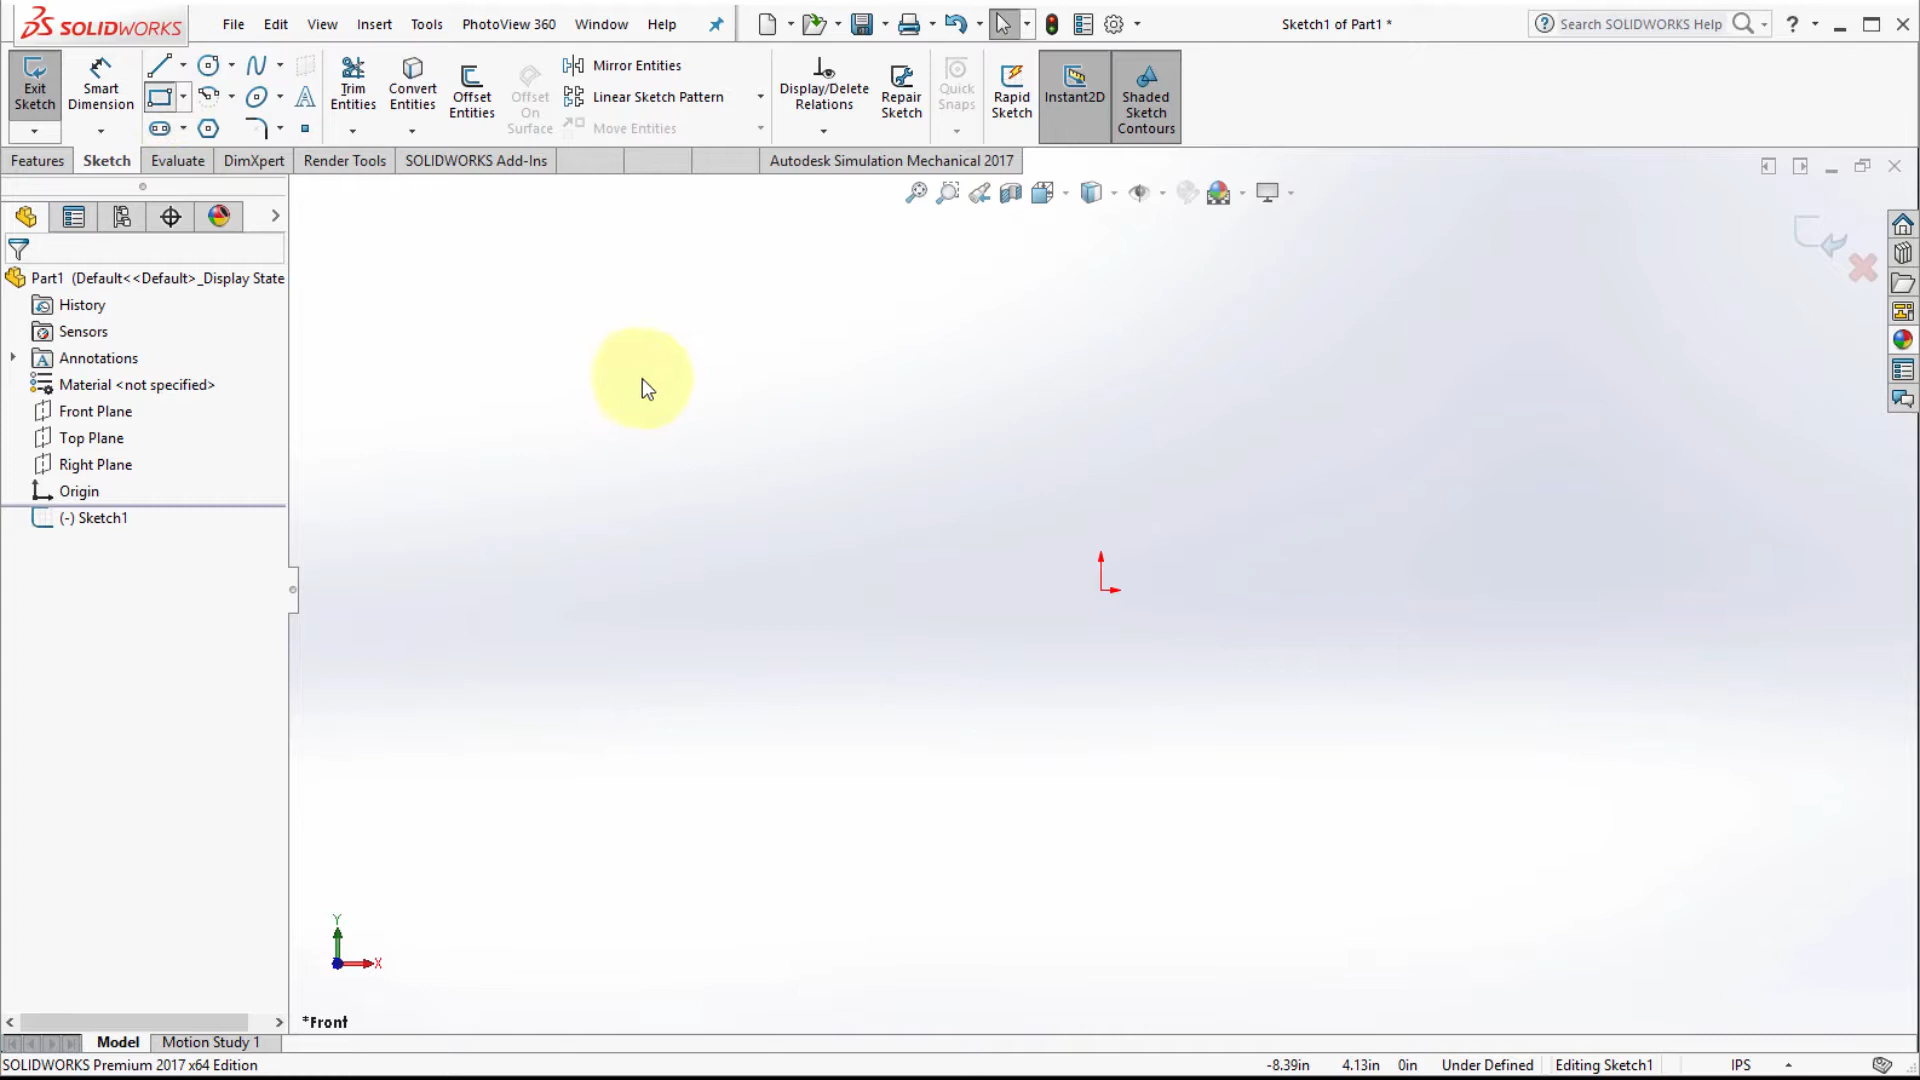 SOLIDWORKS File Edit View Insert Tools PhotoView 360 Window Help Sketch1 of Part1 * Search SOLIDWORKS Help ?
Exit Sketch
Smart Dimension
Trim Entities
Convert Entities
Offset Entities
Offset On Surface
Mirror Entities
Linear Sketch Pattern
Move Entities
Display/Delete Relations
Repair Sketch
Quick Snaps
Rapid Sketch
Instant2D
Shaded Sketch Contours
Features Sketch Evaluate DimXpert Render Tools SOLIDWORKS Add-Ins Autodesk Simulation Mechanical 2017
Part1 (Default<<Default>_Display State
History
Sensors
Annotations
Material <not specified>
Front Plane
Top Plane
Right Plane
Origin
(-) Sketch1
Y
X
*Front
Model Motion Study 1
SOLIDWORKS Premium 2017 x64 Edition -8.39in 4.13in 0in Under Defined Editing Sketch1 IPS